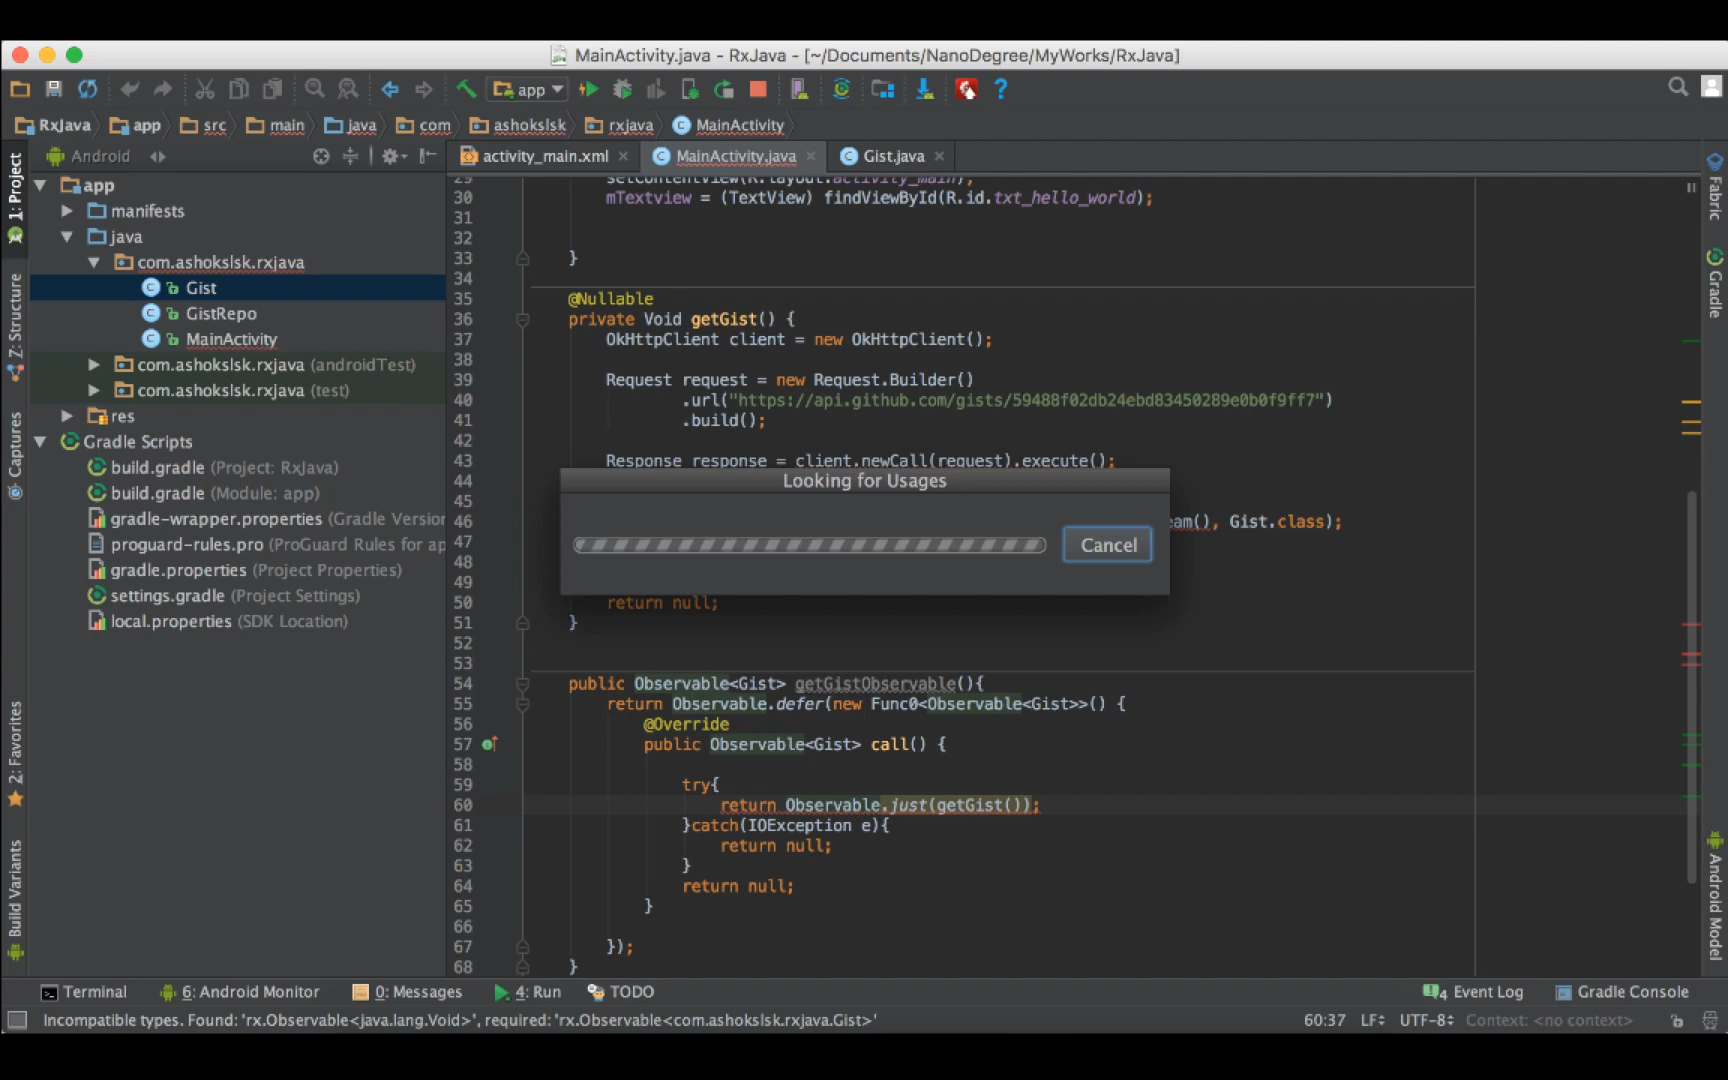 MainActivity.java - RxJava - [~/Documents/NanoDegree/MyWorks/RxJava]
app
RxJava app src main java com ashokslsk rxjava MainActivity
Android
activity_main.xml MainActivity.java Gist.java
1: Project
Z: Structure
Captures
2: Favorites
Build Variants
app
manifests
java
com.ashokslsk.rxjava
Gist
GistRepo
MainActivity
com.ashokslsk.rxjava (androidTest)
com.ashokslsk.rxjava (test)
res
Gradle Scripts
build.gradle (Project: RxJava)
build.gradle (Module: app)
gradle-wrapper.properties (Gradle Version
proguard-rules.pro (ProGuard Rules for ap
gradle.properties (Project Properties)
settings.gradle (Project Settings)
local.properties (SDK Location)
29 setContentView(R.layout.activity_main);
30 mTextview = (TextView) findViewById(R.id.txt_hello_world);
31
32
33 }
34
35 @Nullable
36 private Void getGist() {
37 OkHttpClient client = new OkHttpClient();
38
39 Request request = new Request.Builder()
40 .url("https://api.github.com/gists/59488f02db24ebd83450289e0b0f9ff7")
41 .build();
42
43 Response response = client.newCall(request).execute();
44
45
46 eam(), Gist.class);
47
48
49
50 return null;
51 }
52
53
54 public Observable<Gist> getGistObservable(){
55 return Observable.defer(new Func0<Observable<Gist>>() {
56 @Override
57 public Observable<Gist> call() {
58
59 try{
60 return Observable.just(getGist());
61 }catch(IOException e){
62 return null;
63 }
64 return null;
65 }
66
67 });
68 }
Looking for Usages
Cancel
Fabric
Gradle
Android Model
Terminal 6: Android Monitor 0: Messages 4: Run TODO 4 Event Log Gradle Console
Incompatible types. Found: 'rx.Observable<java.lang.Void>', required: 'rx.Observable<com.ashokslsk.rxjava.Gist>' 60:37 LF UTF-8 Context: <no context>